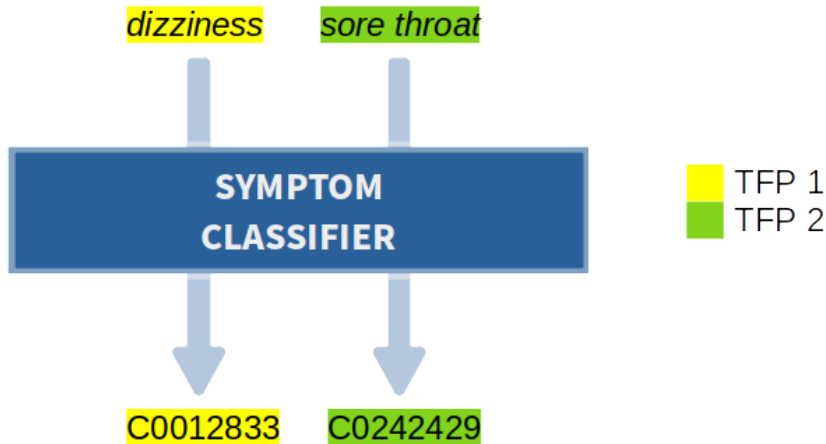 dizziness sore throat
SYMPTOM
CLASSIFIER
TFP 1
TFP 2
C0012833 C0242429